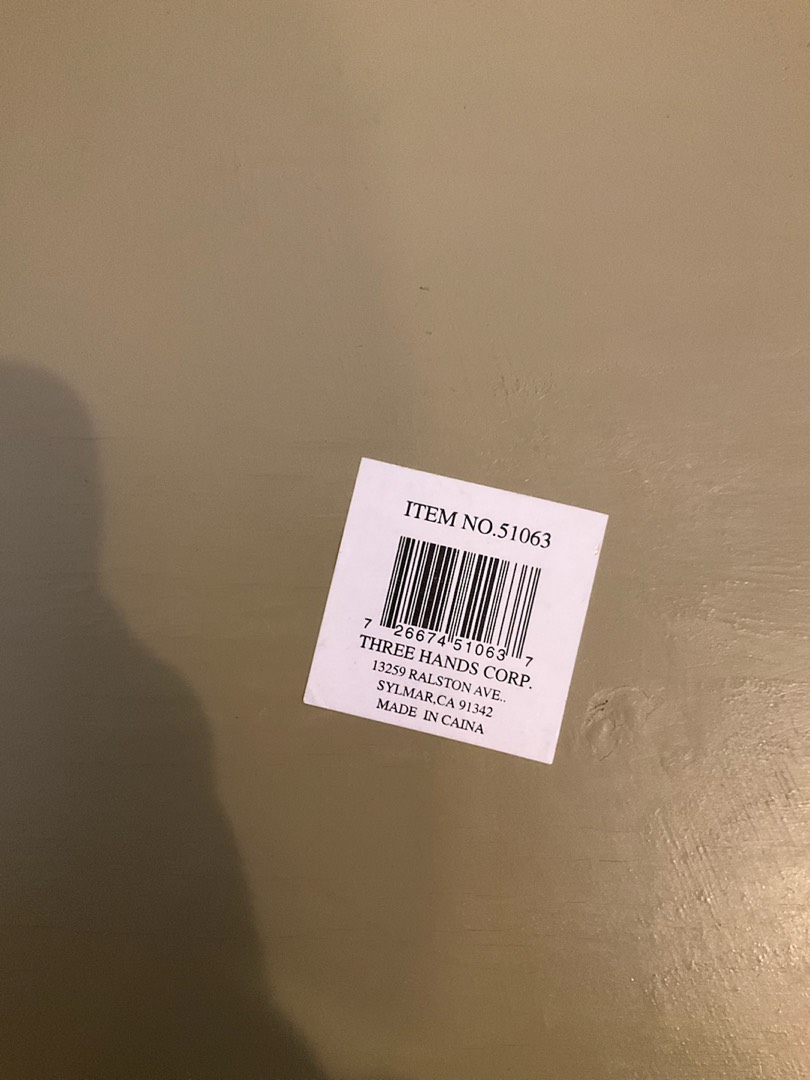 ITEM NO.51063
7 26674 51063 7
THREE HANDS CORP.
13259 RALSTON AVE..
SYLMAR,CA 91342
MADE IN CAINA